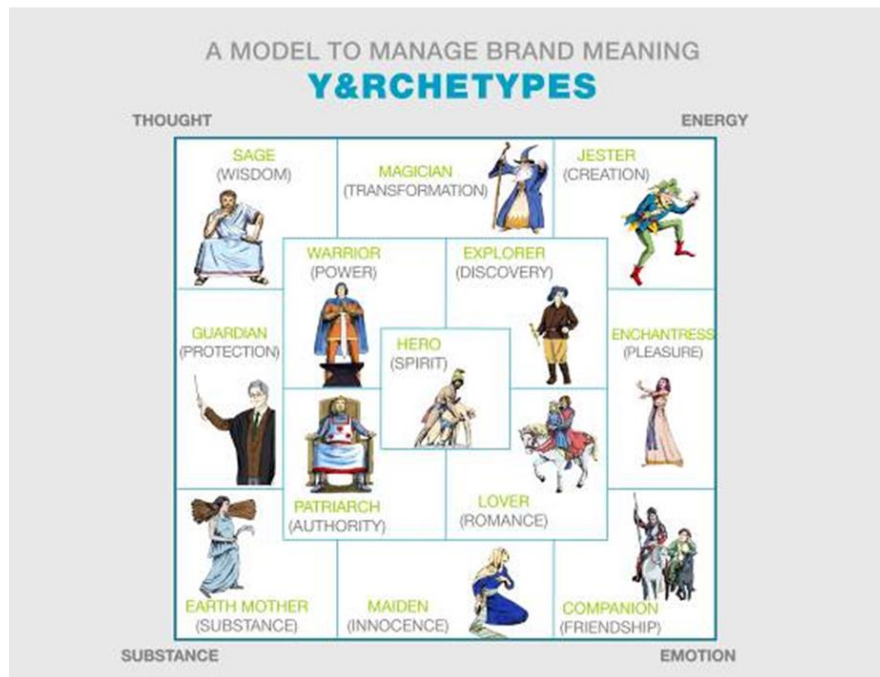 A MODEL TO MANAGE BRAND MEANING
Y&RCHETYPES
THOUGHT
ENERGY
SAGE
(WISDOM)
MAGICIAN
(TRANSFORMATION)
JESTER
(CREATION)
WARRIOR
(POWER)
EXPLORER
(DISCOVERY)
GUARDIAN
(PROTECTION)
HERO
(SPIRIT)
ENCHANTRESS
(PLEASURE)
PATRIARCH
(AUTHORITY)
LOVER
(ROMANCE)
EARTH MOTHER
(SUBSTANCE)
MAIDEN
(INNOCENCE)
COMPANION
(FRIENDSHIP)
SUBSTANCE
EMOTION